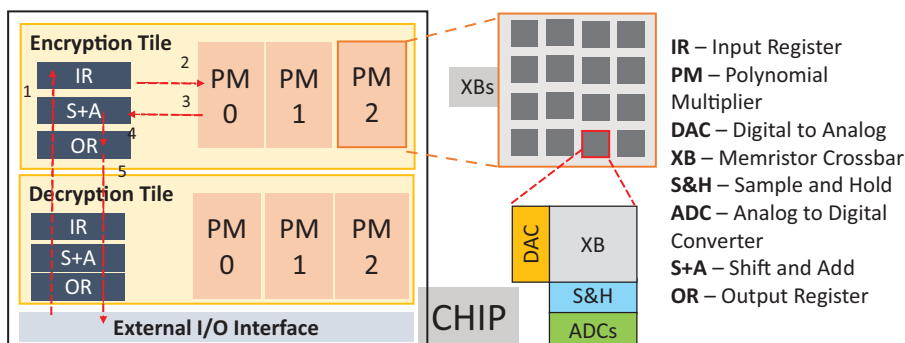 Encryption Tile
IR
S+A
OR
1
2
3
4
5
PM
0
PM
1
PM
2
Decryption Tile
IR
S+A
OR
PM
0
PM
1
PM
2
External I/O Interface
CHIP
XBs
DAC
XB
S&H
ADCs
IR – Input Register
PM – Polynomial
Multiplier
DAC – Digital to Analog
XB – Memristor Crossbar
S&H – Sample and Hold
ADC – Analog to Digital
Converter
S+A – Shift and Add
OR – Output Register